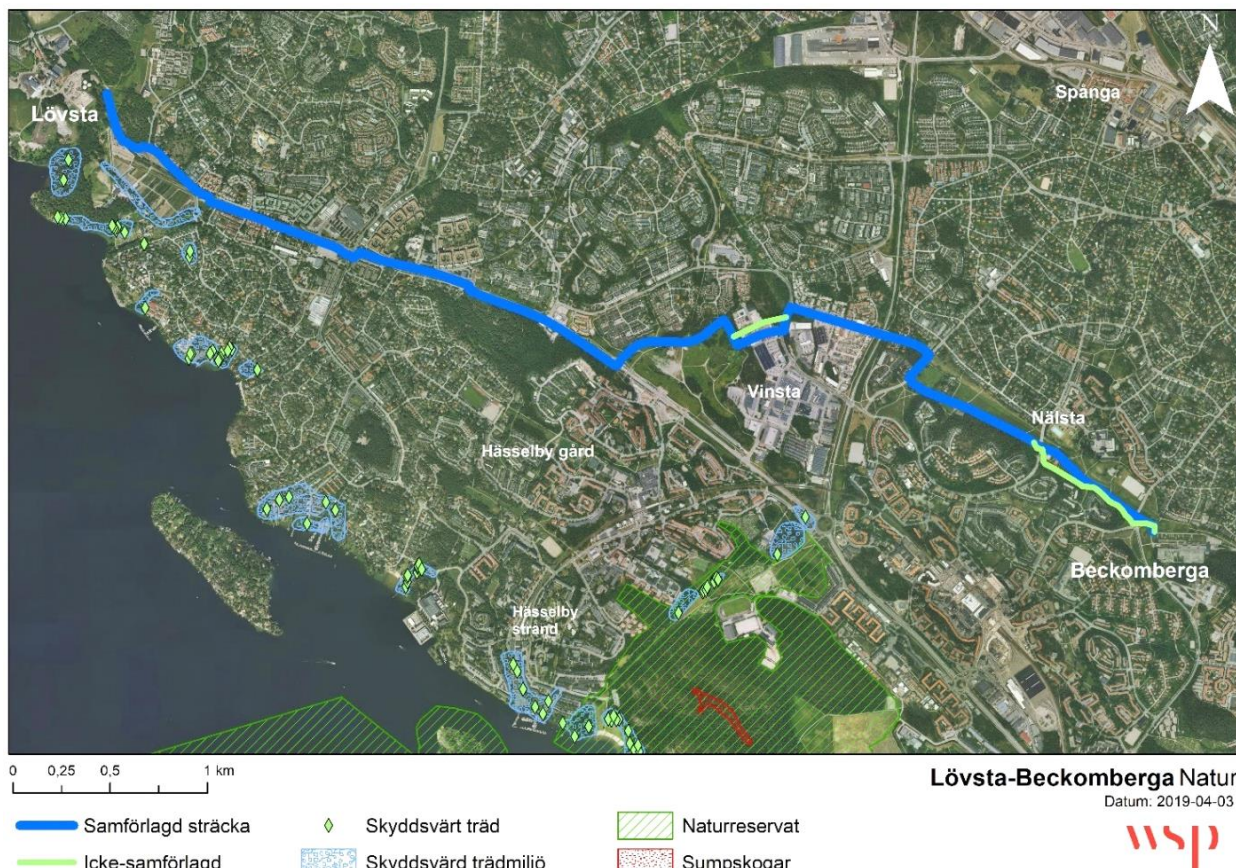 N
Spånga
Lövsta
Vinsta
Nälsta
Hässelby gård
Beckomberga
Hässelby
strand
0 0,25 0,5 1 km
Lövsta-Beckomberga Natur
Datum: 2019-04-03
Samförlagd sträcka
Skyddsvärt träd
Naturreservat
Icke-samförlagd
Skyddsvärd trädmiljö
Sumpskogar
wsp